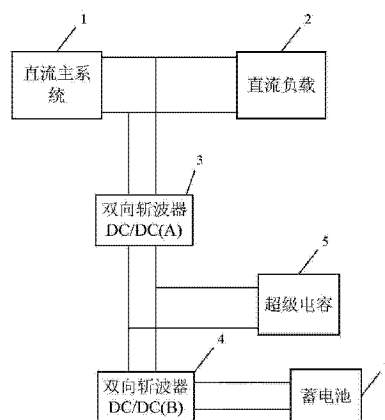 1
2
直流主系
统
直流负载
3
双向斩波器
DC/DC(A)
5
超级电容
4
双向斩波器
DC/DC(B)
蓄电池